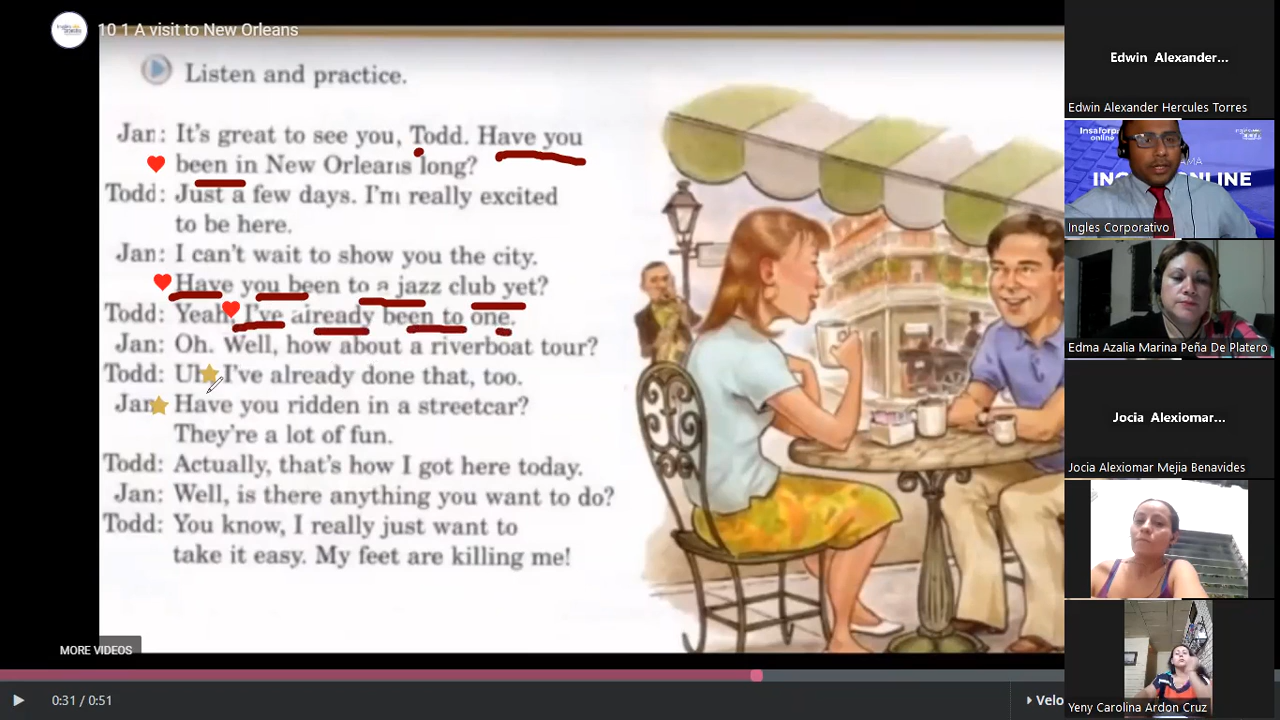 10 1 A visit to New Orleans
Listen and practice.
Jan: It's great to see you, Todd. Have you
been in New Orleans long?
Todd: Just a few days. I'm really excited
to be here.
Jan: I can't wait to show you the city.
Have you been to a jazz club yet?
Todd: Yeah, I've already been to one.
Jan: Oh. Well, how about a riverboat tour?
Todd: Uh, I've already done that, too.
Jan: Have you ridden in a streetcar?
They're a lot of fun.
Todd: Actually, that's how I got here today.
Jan: Well, is there anything you want to do?
Todd: You know, I really just want to
take it easy. My feet are killing me!
MORE VIDEOS
0:31 / 0:51
Velo
Edwin Alexander...
Edwin Alexander Hercules Torres
Insaforp
online
AMA
ING ONLINE
Ingles Corporativo
Edma Azalia Marina Peña De Platero
Jocia Alexiomar...
Jocia Alexiomar Mejia Benavides
Yeny Carolina Ardon Cruz